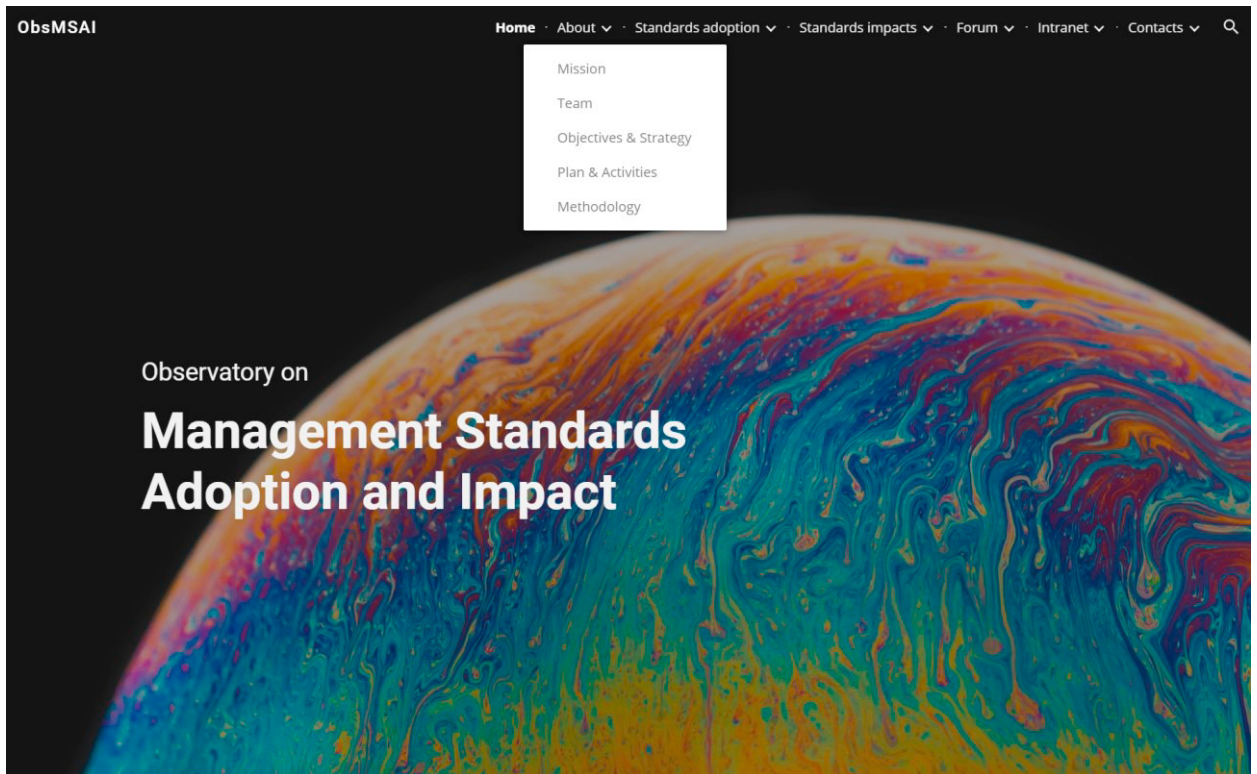 ObsMSAI
Home · About · Standards adoption · Standards impacts · Forum · Intranet · Contacts
Mission
Team
Objectives & Strategy
Plan & Activities
Methodology
Observatory on
Management Standards
Adoption and Impact